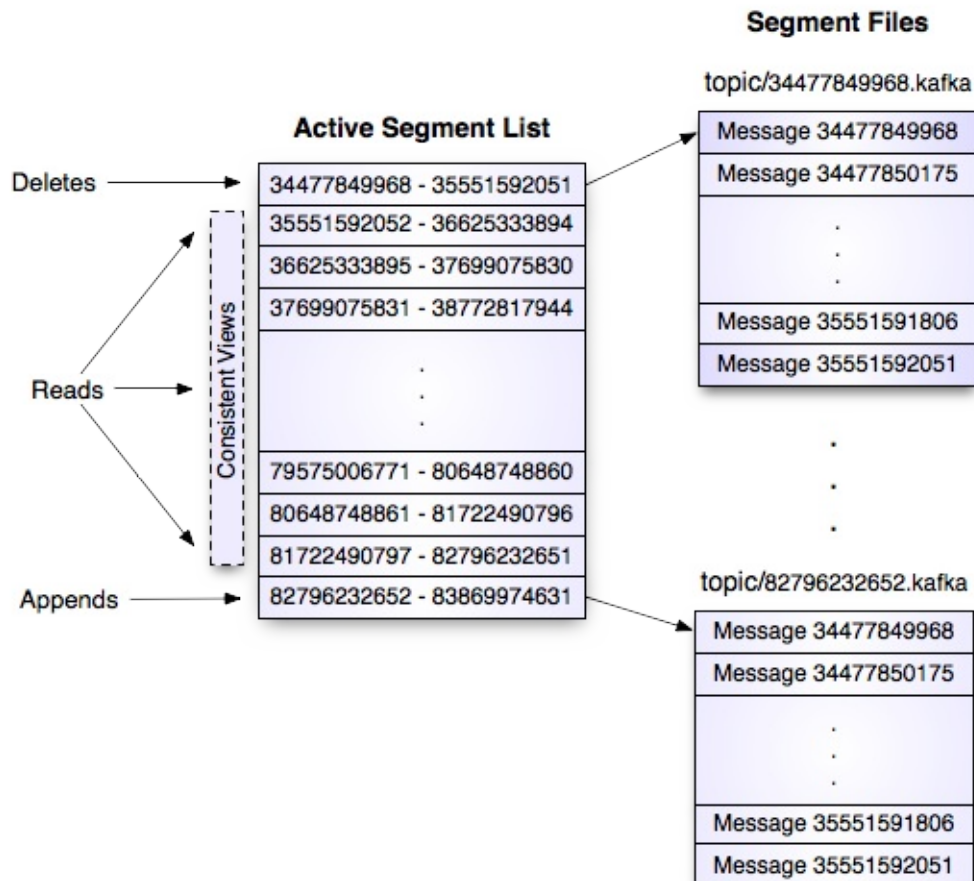 Segment Files
topic/34477849968.kafka
Active Segment List
Message 34477849968
Deletes
34477849968 - 35551592051
Message 34477850175
35551592052 - 36625333894
.
.
.
36625333895 - 37699075830
37699075831 - 38772817944
Message 35551591806
Message 35551592051
Reads
Consistent Views
.
.
.
.
.
.
79575006771 - 80648748860
80648748861 - 81722490796
81722490797 - 82796232651
topic/82796232652.kafka
Appends
82796232652 - 83869974631
Message 34477849968
Message 34477850175
.
.
.
Message 35551591806
Message 35551592051